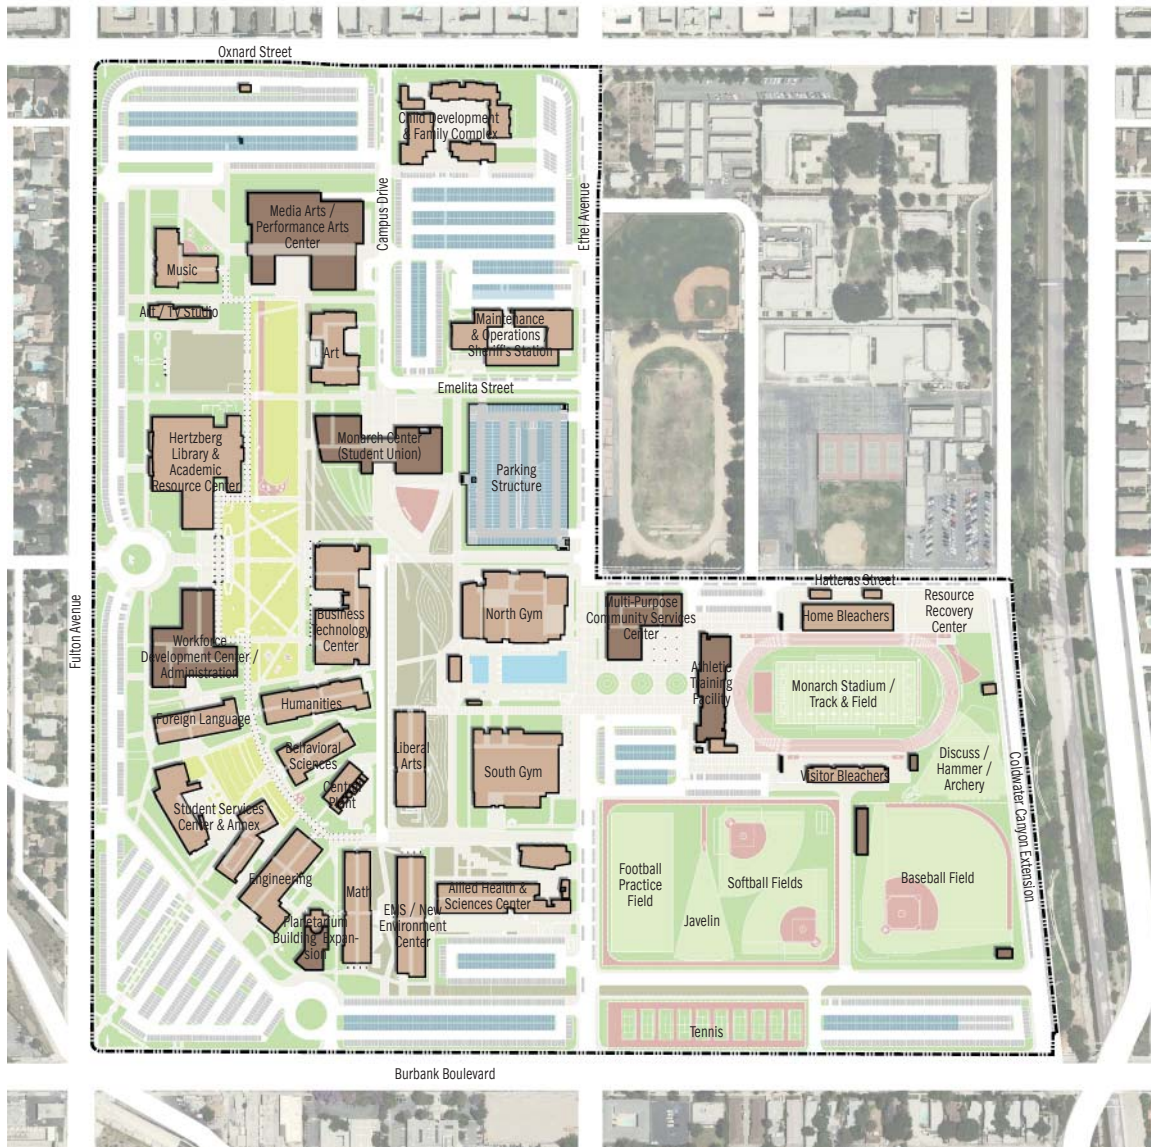 Oxnard Street
Child Development
& Family Complex
Campus Drive
Ethel Avenue
Media Arts /
Performance Arts
Center
Music
Art / TV Studio
Art
Maintenance
& Operations
Sheriff's Station
Emelita Street
Hertzberg
Library &
Academic
Resource Center
Monarch Center
(Student Union)
Parking
Structure
Fulton Avenue
Business
Technology
Center
North Gym
Multi-Purpose
Community Services
Center
Hatteras Street
Home Bleachers
Resource
Recovery
Center
Workforce
Development Center /
Administration
Athletic
Training
Facility
Monarch Stadium /
Track & Field
Foreign Language
Humanities
Behavioral
Sciences
Central
Plant
Liberal
Arts
South Gym
Visitor Bleachers
Discuss /
Hammer /
Archery
Coldwater Canyon Extension
Student Services
Center & Annex
Engineering
Math
Planetarium
Building Expan-
sion
EMS / New
Environment
Center
Allied Health &
Sciences Center
Football
Practice
Field
Softball Fields
Javelin
Baseball Field
Tennis
Burbank Boulevard